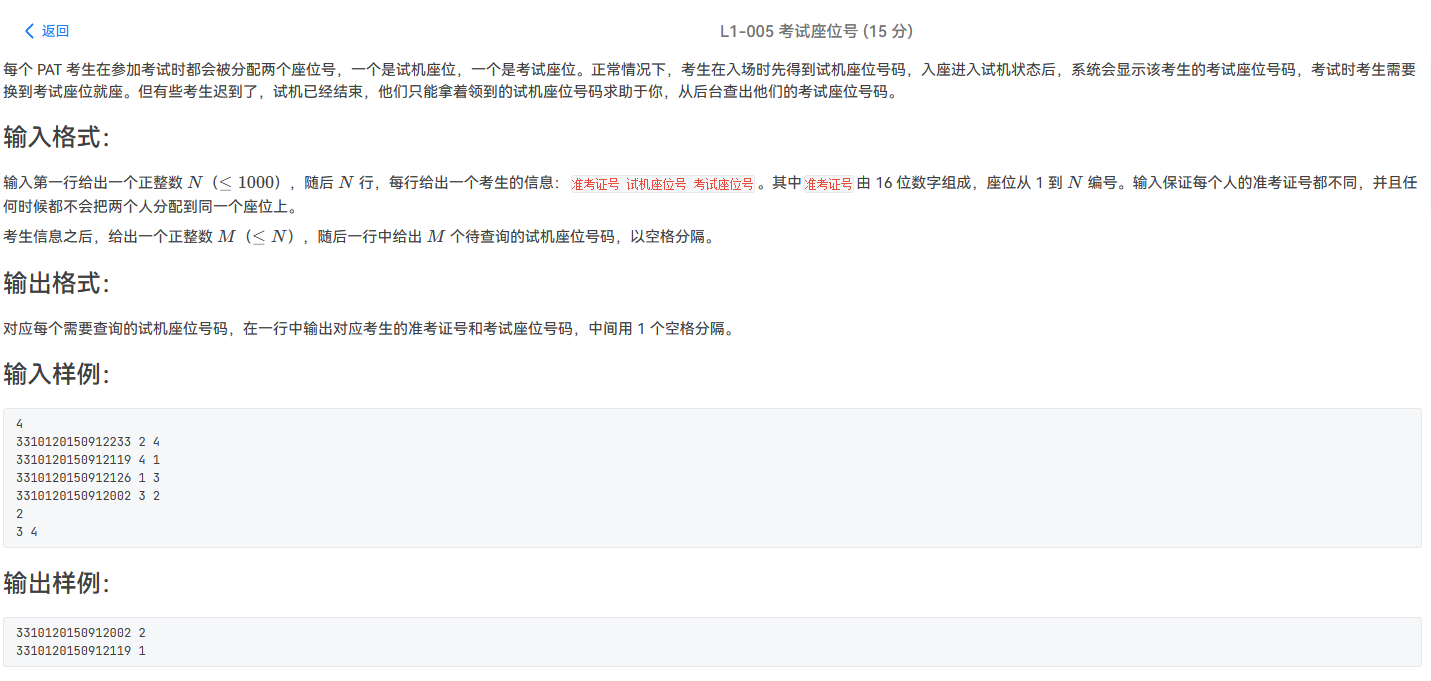 返回
L1-005 考试座位号 (15 分)
每个 PAT 考生在参加考试时都会被分配两个座位号，一个是试机座位，一个是考试座位。正常情况下，考生在入场时先得到试机座位号码，入座进入试机状态后，系统会显示该考生的考试座位号码，考试时考生需要
换到考试座位就座。但有些考生迟到了，试机已经结束，他们只能拿着领到的试机座位号码求助于你，从后台查出他们的考试座位号码。
输入格式：
输入第一行给出一个正整数 N（≤ 1000），随后 N 行，每行给出一个考生的信息：准考证号 试机座位号 考试座位号。其中准考证号由 16 位数字组成，座位从 1 到 N 编号。输入保证每个人的准考证号都不同，并且任
何时候都不会把两个人分配到同一个座位上。
考生信息之后，给出一个正整数 M（≤ N），随后一行中给出 M 个待查询的试机座位号码，以空格分隔。
输出格式：
对应每个需要查询的试机座位号码，在一行中输出对应考生的准考证号和考试座位号码，中间用 1 个空格分隔。
输入样例：
4
3310120150912233 2 4
3310120150912119 4 1
3310120150912126 1 3
3310120150912002 3 2
2
3 4
输出样例：
3310120150912002 2
3310120150912119 1